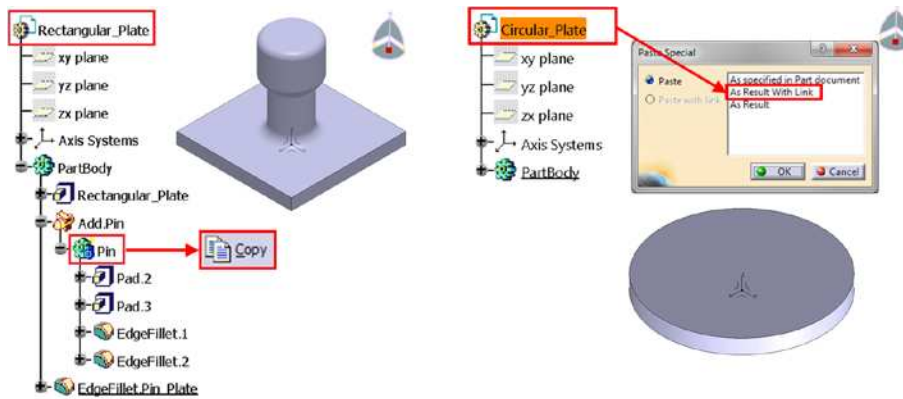 Rectangular_Plate
xy plane
yz plane
zx plane
Axis Systems
PartBody
Rectangular_Plate
Add.Pin
Pin
Copy
Pad.2
Pad.3
EdgeFillet.1
EdgeFillet.2
EdgeFillet.Pin_Plate
Circular_Plate
xy plane
yz plane
zx plane
Axis Systems
PartBody
Paste Special
Paste
Paste with link
As specified in Part document
As Result With Link
As Result
OK
Cancel